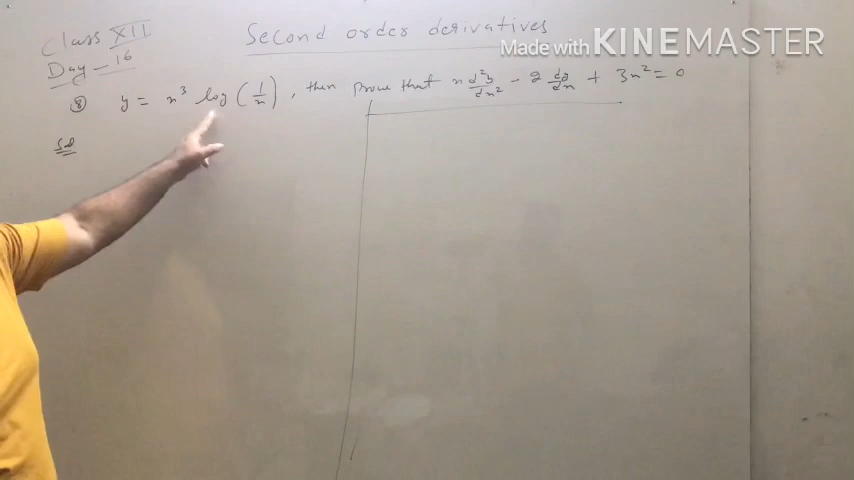 Class XII
Second order derivatives
Made with KINEMASTER
Day - 16
⑧ y = x³ log (1/x), then prove that x d²y/dx² - 2 dy/dx + 3x² = 0
Sol